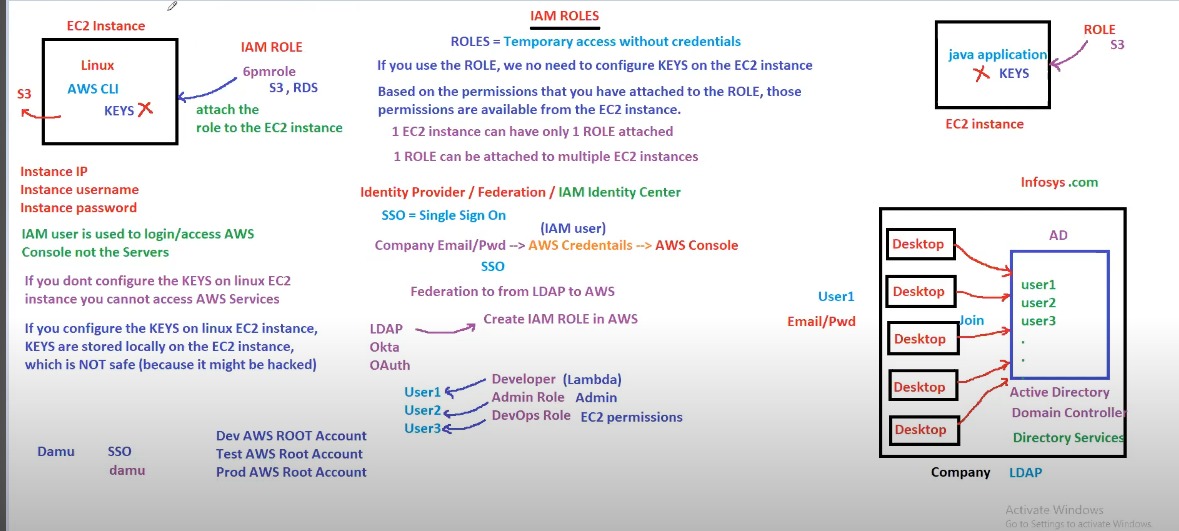 IAM ROLES
EC2 Instance
Linux
AWS CLI
KEYS
S3
IAM ROLE
6pmrole
S3 , RDS
attach the
role to the EC2 instance
ROLES = Temporary access without credentials
If you use the ROLE, we no need to configure KEYS on the EC2 instance
Based on the permissions that you have attached to the ROLE, those
permissions are available from the EC2 instance.
1 EC2 instance can have only 1 ROLE attached
1 ROLE can be attached to multiple EC2 instances
java application
KEYS
ROLE
S3
EC2 instance
Instance IP
Instance username
Instance password
IAM user is used to login/access AWS
Console not the Servers
If you dont configure the KEYS on linux EC2
instance you cannot access AWS Services
If you configure the KEYS on linux EC2 instance,
KEYS are stored locally on the EC2 instance,
which is NOT safe (because it might be hacked)
Identity Provider / Federation / IAM Identity Center
SSO = Single Sign On
(IAM user)
Company Email/Pwd --> AWS Credentails --> AWS Console
SSO
Federation to from LDAP to AWS
LDAP
Okta
OAuth
Create IAM ROLE in AWS
User1
User2
User3
Developer (Lambda)
Admin Role Admin
DevOps Role EC2 permissions
Damu
SSO
damu
Dev AWS ROOT Account
Test AWS Root Account
Prod AWS Root Account
Infosys .com
User1
Email/Pwd
Desktop
Desktop
Desktop
Desktop
Desktop
Join
AD
user1
user2
user3
.
.
Active Directory
Domain Controller
Directory Services
Company LDAP
Activate Windows
Go to Settings to activate Windows.